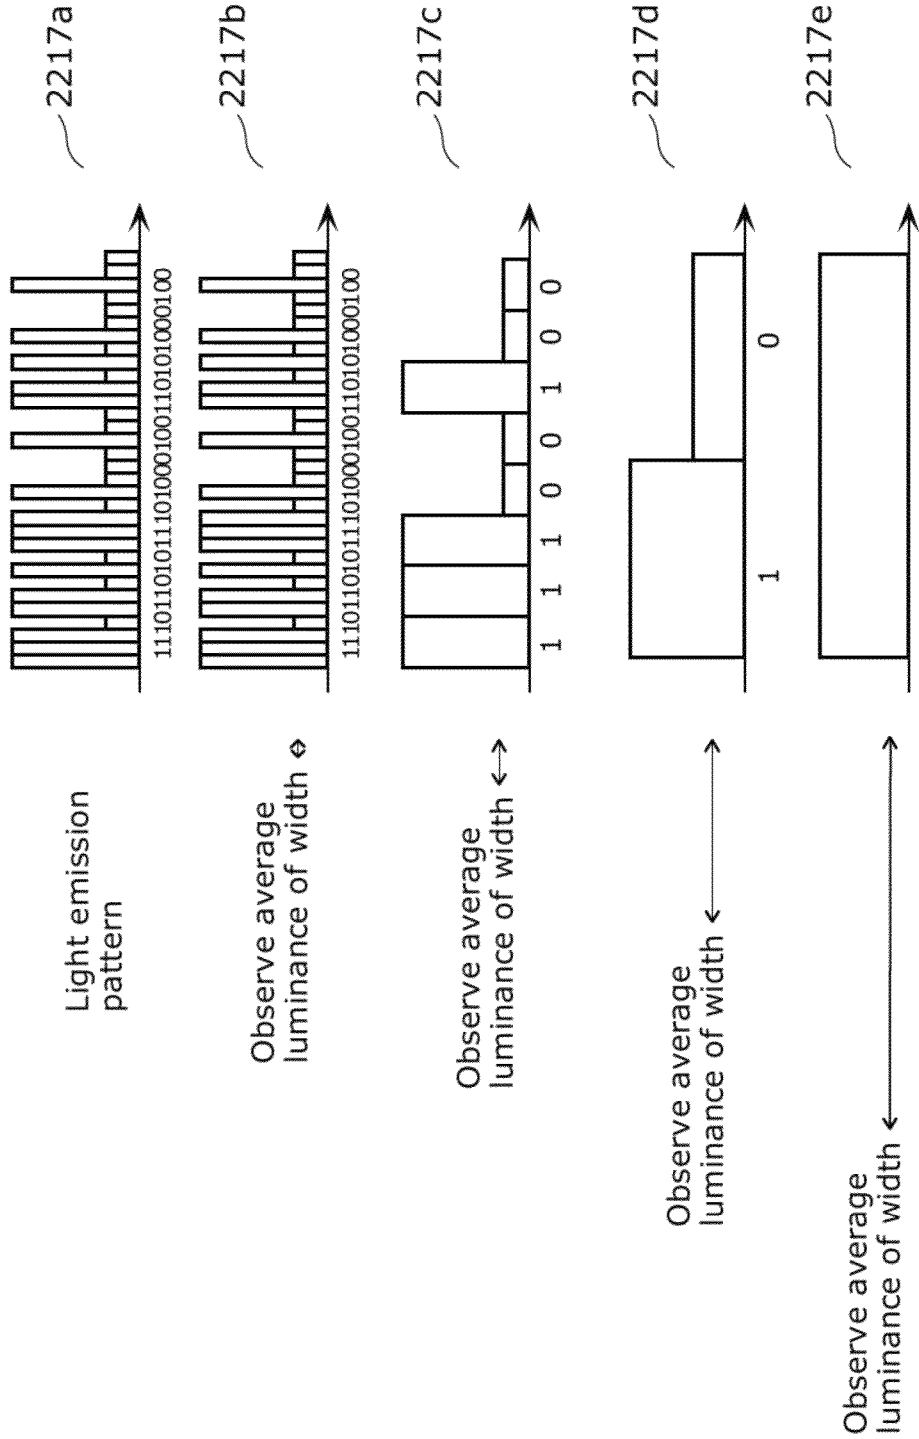 Light emission
pattern
11101101011101000100110101000100
2217a
Observe average
luminance of width
11101101011101000100110101000100
2217b
Observe average
luminance of width
1 1 1 0 0 1 0 0
2217c
Observe average
luminance of width
1 0
2217d
Observe average
luminance of width
2217e